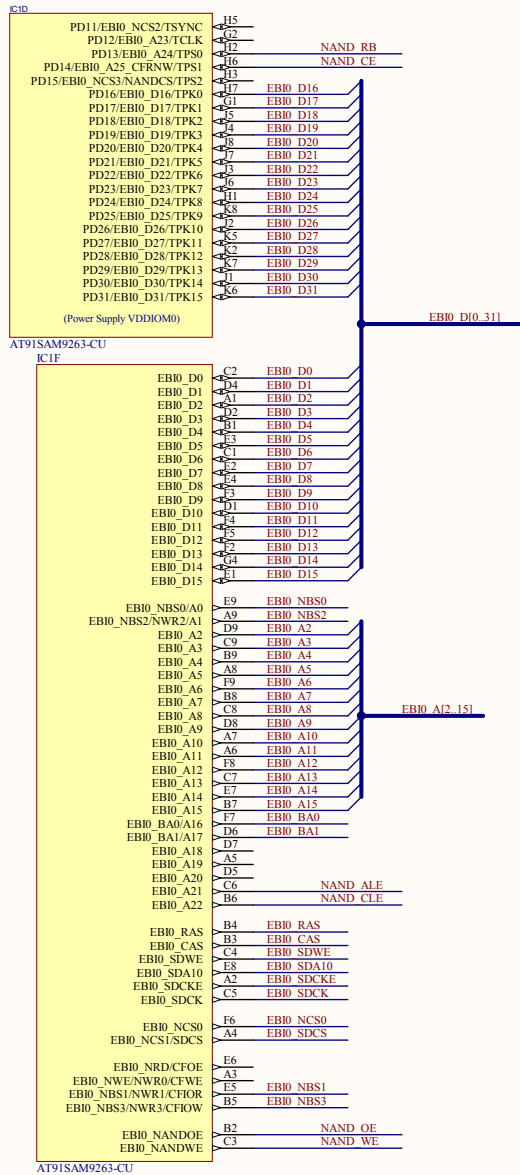 IC1D
PD11/EBI0_NCS2/TSYNC H5
PD12/EBI0_A23/TCLK G2
PD13/EBI0_A24/TPS0 H2 NAND_RB
PD14/EBI0_A25_CFRNW/TPS1 H6 NAND_CE
PD15/EBI0_NCS3/NANDCS/TPS2 H3
PD16/EBI0_D16/TPK0 H7 EBI0_D16
PD17/EBI0_D17/TPK1 G1 EBI0_D17
PD18/EBI0_D18/TPK2 J5 EBI0_D18
PD19/EBI0_D19/TPK3 J4 EBI0_D19
PD20/EBI0_D20/TPK4 J8 EBI0_D20
PD21/EBI0_D21/TPK5 J7 EBI0_D21
PD22/EBI0_D22/TPK6 J3 EBI0_D22
PD23/EBI0_D23/TPK7 J6 EBI0_D23
PD24/EBI0_D24/TPK8 H1 EBI0_D24
PD25/EBI0_D25/TPK9 K8 EBI0_D25
PD26/EBI0_D26/TPK10 J2 EBI0_D26
PD27/EBI0_D27/TPK11 K5 EBI0_D27
PD28/EBI0_D28/TPK12 K2 EBI0_D28
PD29/EBI0_D29/TPK13 K7 EBI0_D29
PD30/EBI0_D30/TPK14 J1 EBI0_D30
PD31/EBI0_D31/TPK15 K6 EBI0_D31
(Power Supply VDDIOM0)
EBI0_D[0..31]
AT91SAM9263-CU
IC1F
EBI0_D0 C2 EBI0_D0
EBI0_D1 D4 EBI0_D1
EBI0_D2 A1 EBI0_D2
EBI0_D3 D2 EBI0_D3
EBI0_D4 B1 EBI0_D4
EBI0_D5 E3 EBI0_D5
EBI0_D6 C1 EBI0_D6
EBI0_D7 E2 EBI0_D7
EBI0_D8 E4 EBI0_D8
EBI0_D9 F3 EBI0_D9
EBI0_D10 D1 EBI0_D10
EBI0_D11 F4 EBI0_D11
EBI0_D12 F5 EBI0_D12
EBI0_D13 F2 EBI0_D13
EBI0_D14 G4 EBI0_D14
EBI0_D15 E1 EBI0_D15
EBI0_NBS0/A0 E9 EBI0_NBS0
EBI0_NBS2/NWR2/A1 A9 EBI0_NBS2
EBI0_A2 D9 EBI0_A2
EBI0_A3 C9 EBI0_A3
EBI0_A4 B9 EBI0_A4
EBI0_A5 A8 EBI0_A5
EBI0_A6 F9 EBI0_A6
EBI0_A7 B8 EBI0_A7
EBI0_A8 C8 EBI0_A8
EBI0_A[2..15]
EBI0_A9 D8 EBI0_A9
EBI0_A10 A7 EBI0_A10
EBI0_A11 A6 EBI0_A11
EBI0_A12 F8 EBI0_A12
EBI0_A13 C7 EBI0_A13
EBI0_A14 E7 EBI0_A14
EBI0_A15 B7 EBI0_A15
EBI0_BA0/A16 F7 EBI0_BA0
EBI0_BA1/A17 D6 EBI0_BA1
EBI0_A18 D7
EBI0_A19 A5
EBI0_A20 D5
EBI0_A21 C6 NAND_ALE
EBI0_A22 B6 NAND_CLE
EBI0_RAS B4 EBI0_RAS
EBI0_CAS B3 EBI0_CAS
EBI0_SDWE C4 EBI0_SDWE
EBI0_SDA10 E8 EBI0_SDA10
EBI0_SDCKE A2 EBI0_SDCKE
EBI0_SDCK C5 EBI0_SDCK
EBI0_NCS0 F6 EBI0_NCS0
EBI0_NCS1/SDCS A4 EBI0_SDCS
EBI0_NRD/CFOE E6
EBI0_NWE/NWR0/CFWE A3
EBI0_NBS1/NWR1/CFIOR E5 EBI0_NBS1
EBI0_NBS3/NWR3/CFIOW B5 EBI0_NBS3
EBI0_NANDOE B2 NAND_OE
EBI0_NANDWE C3 NAND_WE
AT91SAM9263-CU